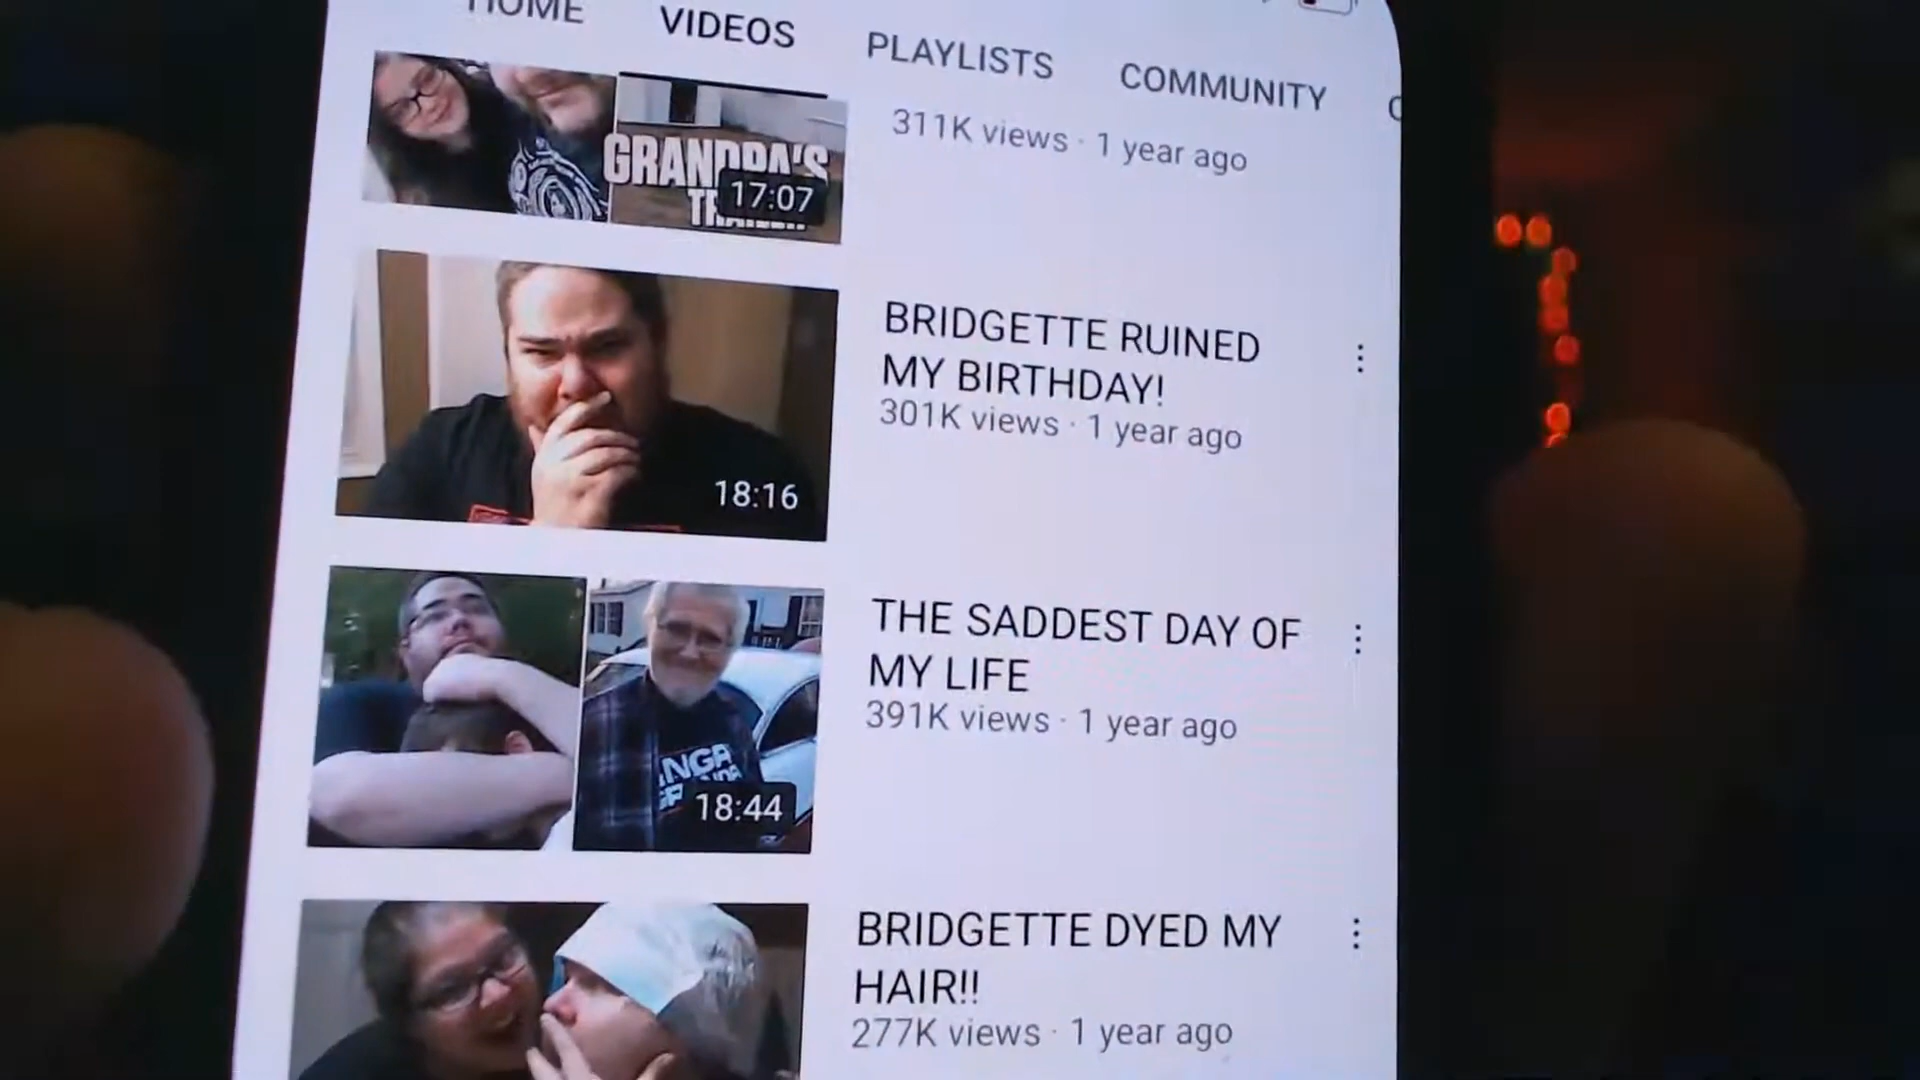 HOME
VIDEOS
PLAYLISTS
COMMUNITY
GRANDPA'S
TRAILER
17:07
311K views · 1 year ago
BRIDGETTE RUINED
MY BIRTHDAY!
301K views · 1 year ago
18:16
THE SADDEST DAY OF
MY LIFE
391K views · 1 year ago
18:44
BRIDGETTE DYED MY
HAIR!!
277K views · 1 year ago